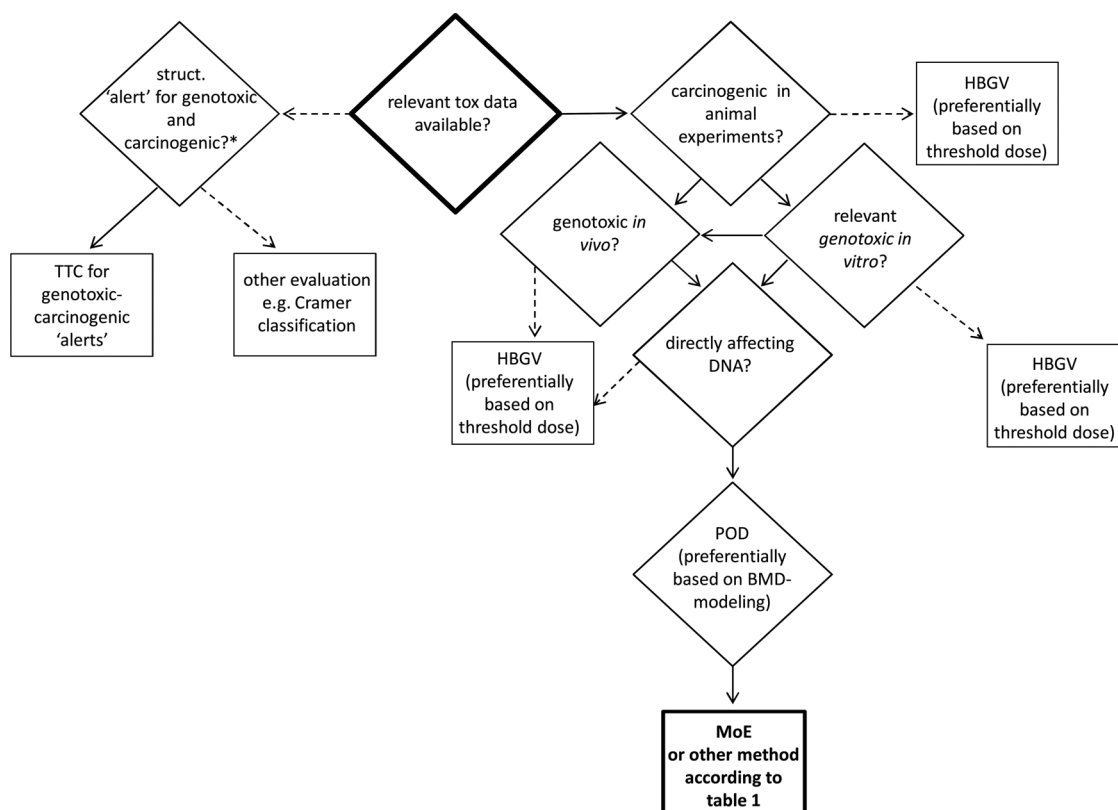 struct.
‘alert’ for genotoxic
and
carcinogenic?*
relevant tox data
available?
carcinogenic in
animal
experiments?
HBGV
(preferentially
based on
threshold dose)
genotoxic in
vivo?
relevant
genotoxic in
vitro?
TTC for
genotoxic-
carcinogenic
‘alerts’
other evaluation
e.g. Cramer
classification
directly affecting
DNA?
HBGV
(preferentially
based on
threshold dose)
HBGV
(preferentially
based on
threshold dose)
POD
(preferentially
based on BMD-
modeling)
MoE
or other method
according to
table 1